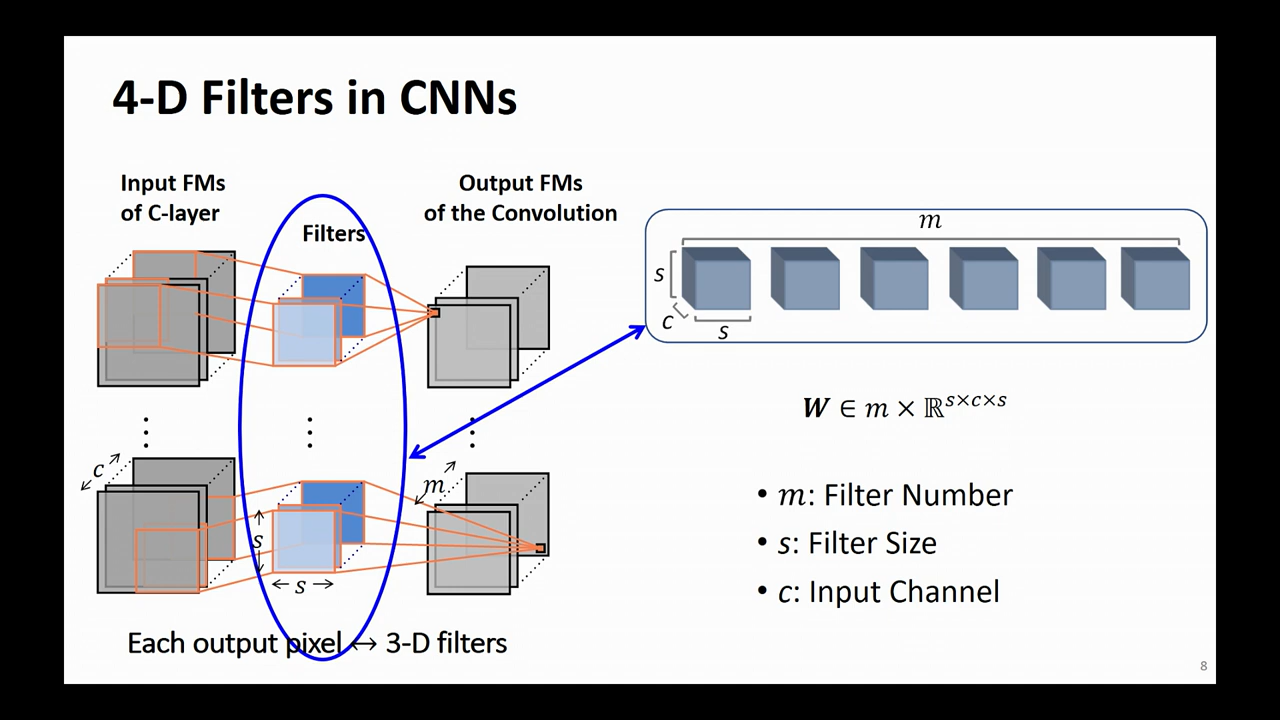 4-D Filters in CNNs
Input FMs
of C-layer
Filters
Output FMs
of the Convolution
c
s
s
m
Each output pixel ↔ 3-D filters
m
s
c
s
W ∈ m × ℝ^{s×c×s}
• m: Filter Number
• s: Filter Size
• c: Input Channel
8